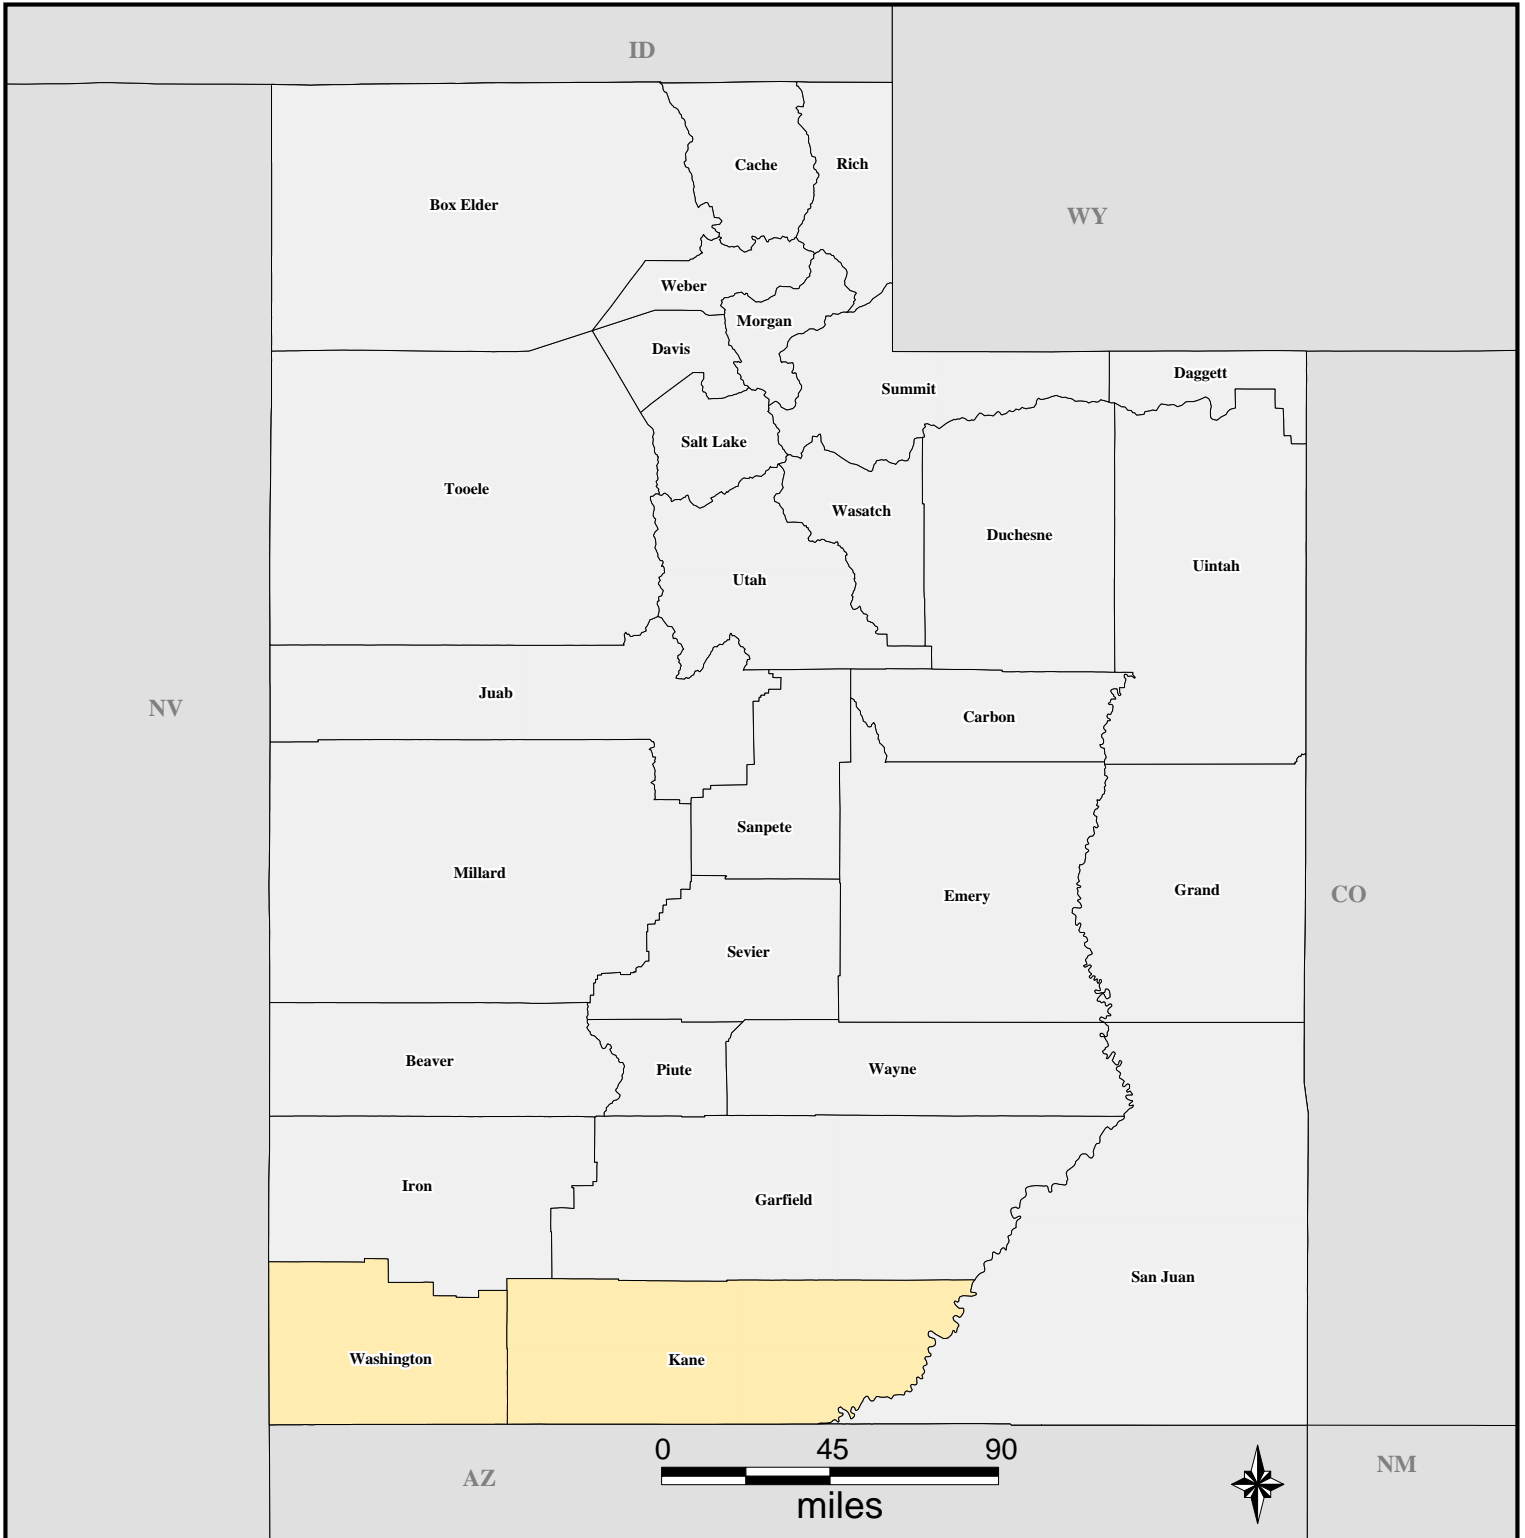 ID
Cache
Rich
Box Elder
WY
Weber
Morgan
Davis
Daggett
Summit
Salt Lake
Tooele
Wasatch
Duchesne
Uintah
Utah
Juab
NV
Carbon
Sanpete
Millard
Grand
CO
Emery
Sevier
Beaver
Piute
Wayne
Iron
Garfield
San Juan
Washington
Kane
0 45 90
miles
AZ
NM